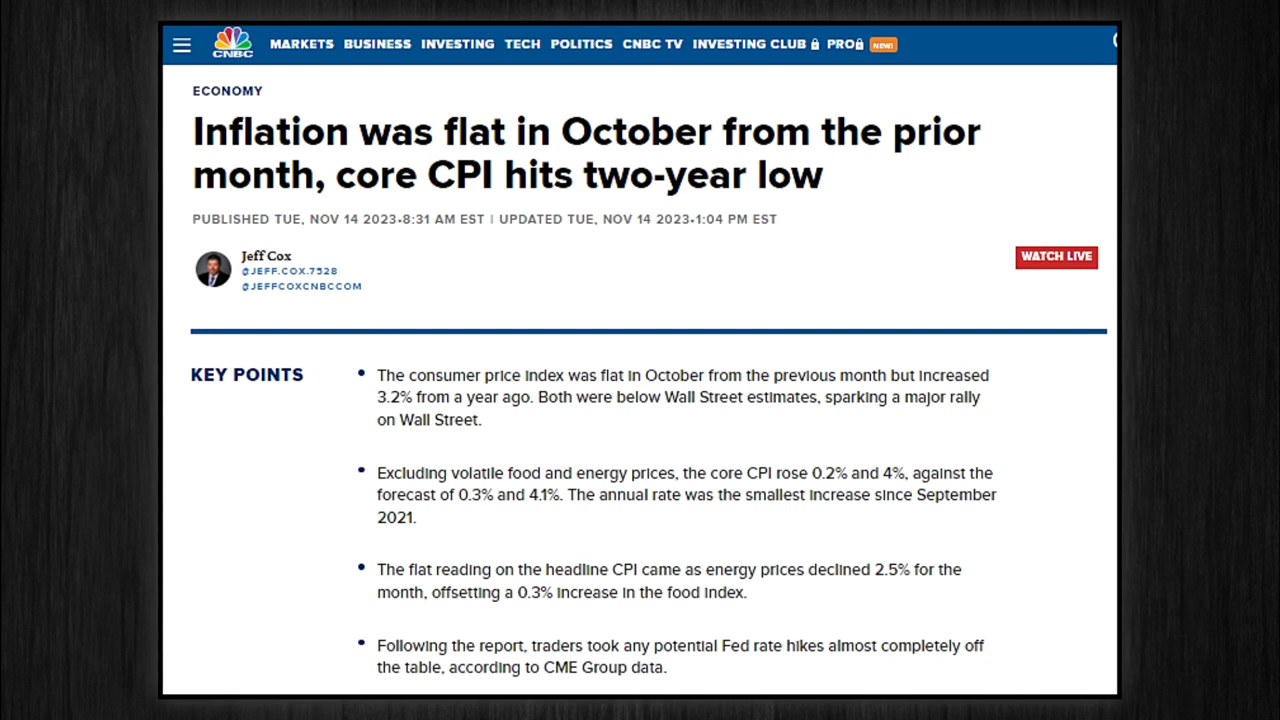 CNBC
MARKETS BUSINESS INVESTING TECH POLITICS CNBC TV INVESTING CLUB PRO NEW!
ECONOMY
Inflation was flat in October from the prior
month, core CPI hits two-year low
PUBLISHED TUE, NOV 14 2023•8:31 AM EST | UPDATED TUE, NOV 14 2023•1:04 PM EST
Jeff Cox
@JEFF.COX.7528
@JEFFCOXCNBCCOM
WATCH LIVE
KEY POINTS
• The consumer price index was flat in October from the previous month but increased
3.2% from a year ago. Both were below Wall Street estimates, sparking a major rally
on Wall Street.
• Excluding volatile food and energy prices, the core CPI rose 0.2% and 4%, against the
forecast of 0.3% and 4.1%. The annual rate was the smallest increase since September
2021.
• The flat reading on the headline CPI came as energy prices declined 2.5% for the
month, offsetting a 0.3% increase in the food index.
• Following the report, traders took any potential Fed rate hikes almost completely off
the table, according to CME Group data.